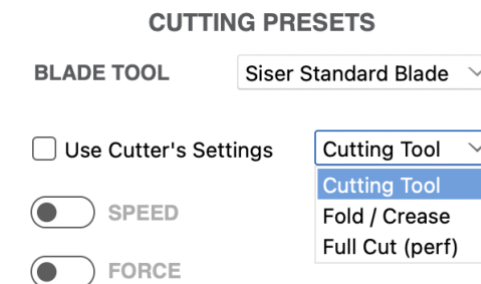 CUTTING PRESETS
BLADE TOOL Siser Standard Blade
Use Cutter's Settings Cutting Tool
Cutting Tool
SPEED Fold / Crease
Full Cut (perf)
FORCE